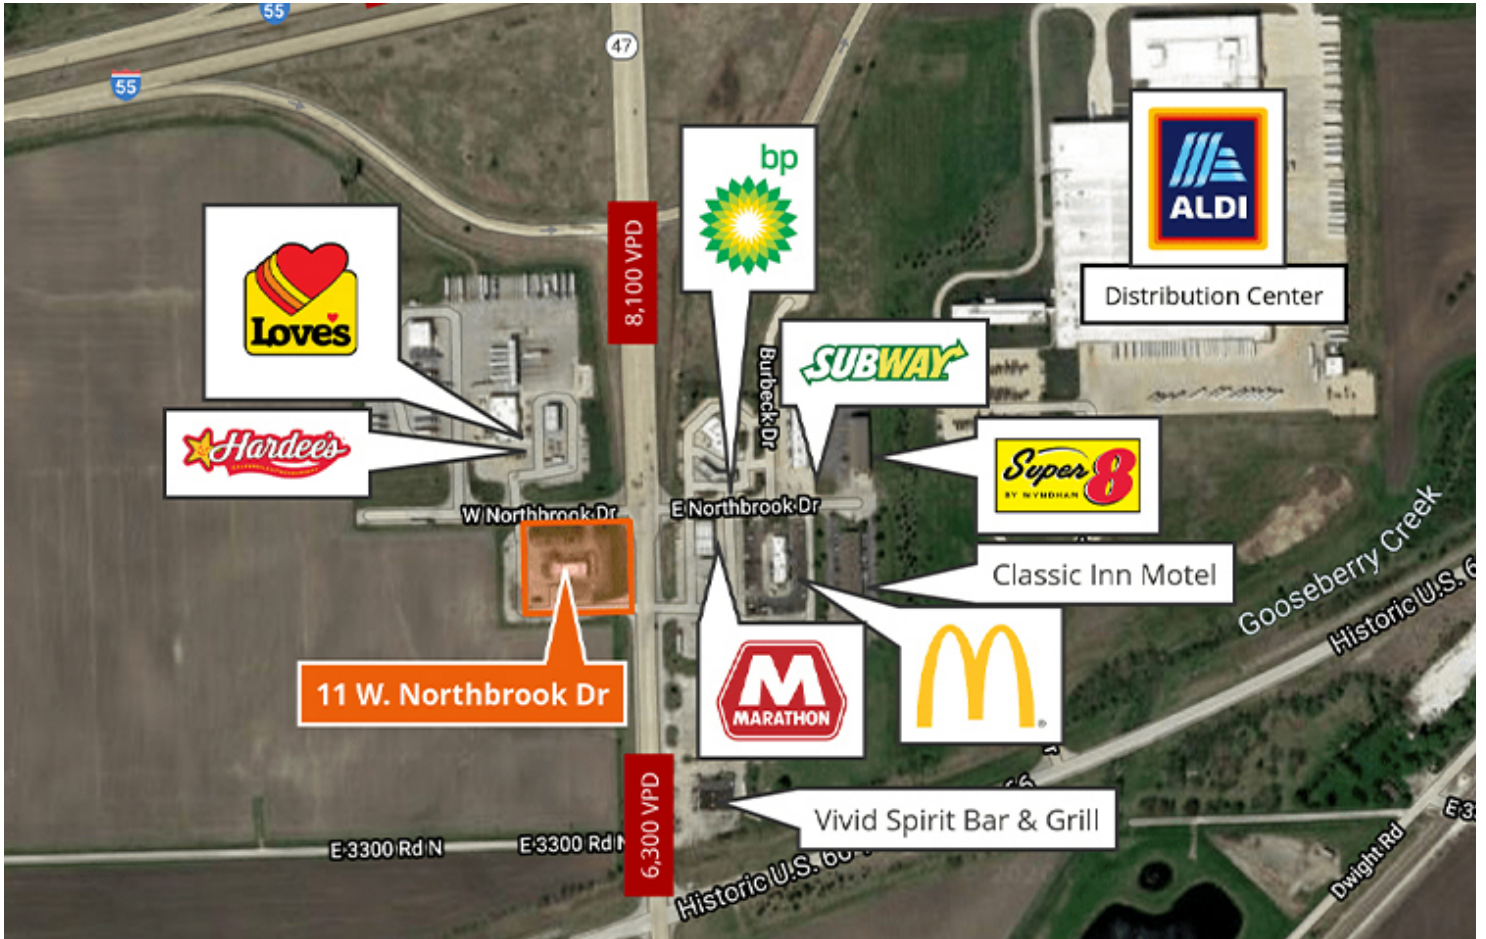 55
55
47
bp
ALDI
Distribution Center
8,100 VPD
Love's
Burbeck Dr
SUBWAY
Hardee's
Super 8
BY WYNDHAM
W Northbrook Dr
E Northbrook Dr
Gooseberry Creek
Classic Inn Motel
Historic U.S. 6
11 W. Northbrook Dr
M
MARATHON
M
®
6,300 VPD
Vivid Spirit Bar & Grill
E 3300 Rd N
E 3300 Rd N
Historic U.S. 66
Dwight Rd